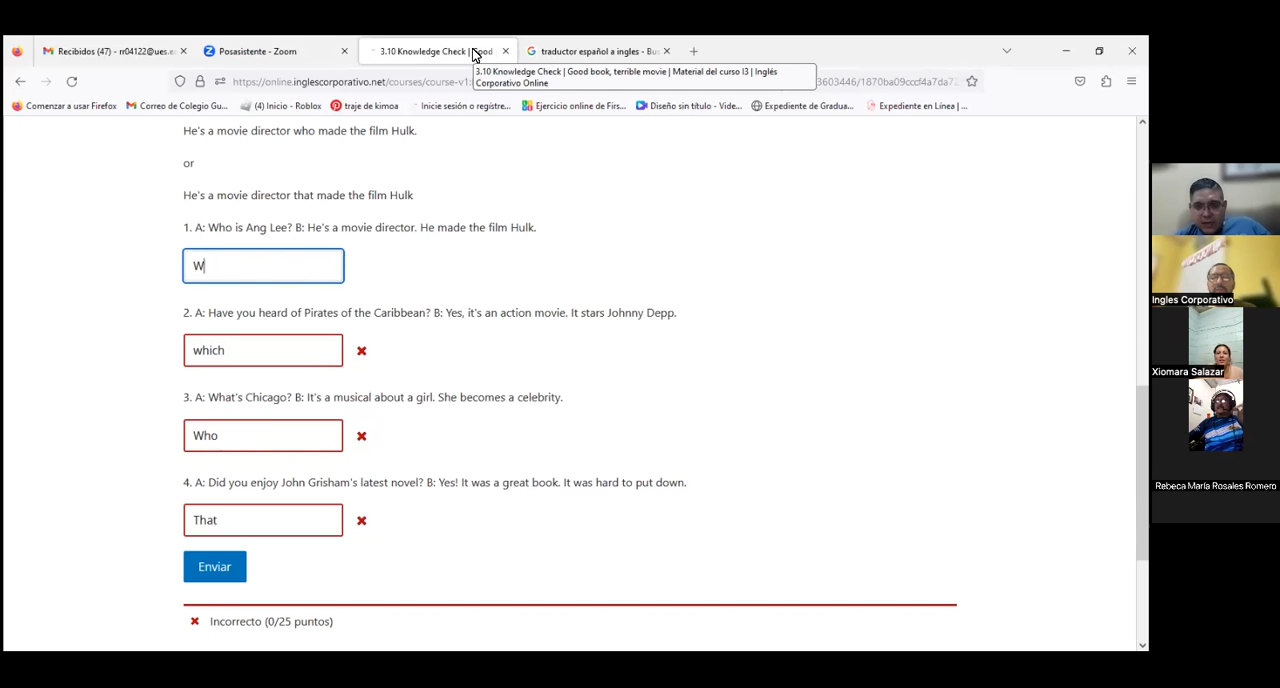 Recibidos (47) - rr04122@ues.e
Posasistente - Zoom
3.10 Knowledge Check | Good
traductor español a ingles - Bus
https://online.inglescorporativo.net/courses/course-v1:
3603446/1870ba09ccf4a7da72
3.10 Knowledge Check | Good book, terrible movie | Material del curso I3 | Inglés
Corporativo Online
Comenzar a usar Firefox
Correo de Colegio Gu...
(4) Inicio - Roblox
traje de kimoa
Inicie sesión o regístre...
Ejercicio online de Firs...
Diseño sin título - Vide...
Expediente de Gradua...
Expediente en Línea | ...
He's a movie director who made the film Hulk.
or
He's a movie director that made the film Hulk
1. A: Who is Ang Lee? B: He's a movie director. He made the film Hulk.
W
2. A: Have you heard of Pirates of the Caribbean? B: Yes, it's an action movie. It stars Johnny Depp.
which
3. A: What's Chicago? B: It's a musical about a girl. She becomes a celebrity.
Who
4. A: Did you enjoy John Grisham's latest novel? B: Yes! It was a great book. It was hard to put down.
That
Enviar
Incorrecto (0/25 puntos)
Ingles Corporativo
Xiomara Salazar
Rebeca María Rosales Romero